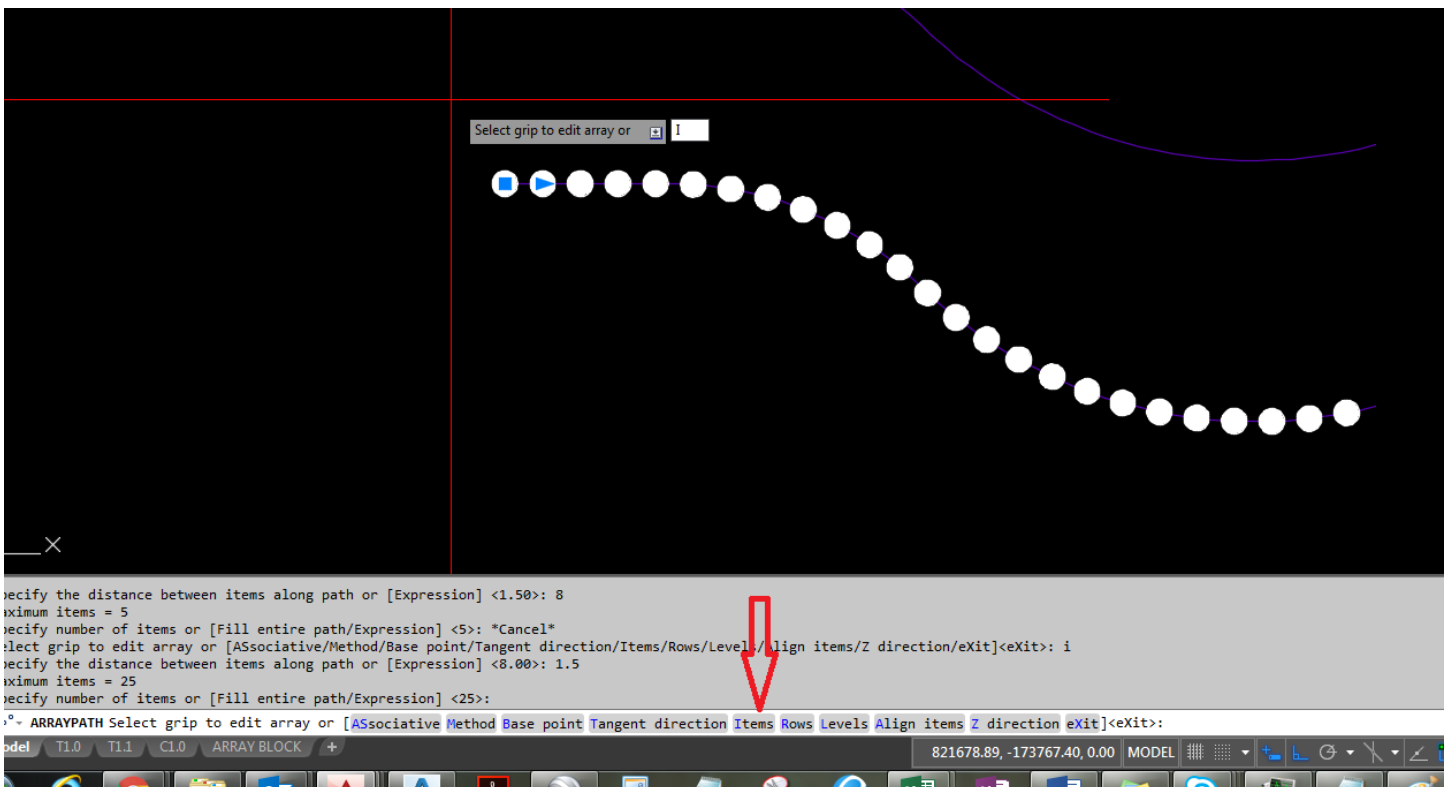 Select grip to edit array or I
pecify the distance between items along path or [Expression] <1.50>: 8
aximum items = 5
pecify number of items or [Fill entire path/Expression] <5>: *Cancel*
elect grip to edit array or [ASsociative/Method/Base point/Tangent direction/Items/Rows/Levels/Align items/Z direction/eXit]<eXit>: i
pecify the distance between items along path or [Expression] <8.00>: 1.5
aximum items = 25
pecify number of items or [Fill entire path/Expression] <25>:
ARRAYPATH Select grip to edit array or [ASsociative Method Base point Tangent direction Items Rows Levels Align items Z direction eXit]<eXit>:
odel T1.0 T1.1 C1.0 ARRAY BLOCK + 821678.89, -173767.40, 0.00 MODEL